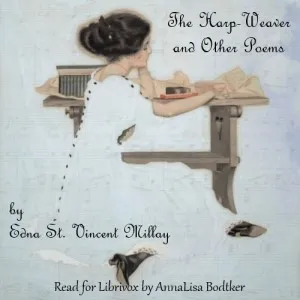 The Harp-Weaver
and Other Poems
by
Edna St. Vincent Millay
Read for Librivox by AnnaLisa Bodtker